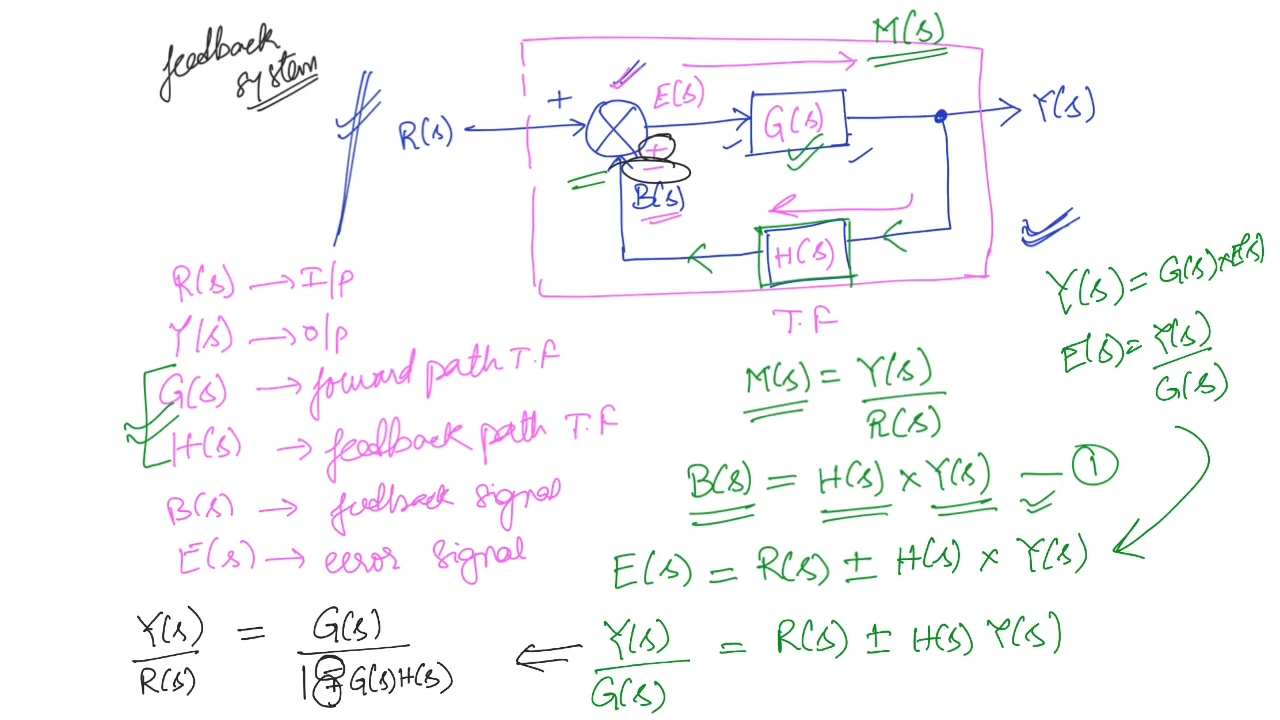 feedback
system
M(s)
+
E(s)
R(s)
G(s)
Y(s)
+
−
B(s)
H(s)
T.F
R(s) → I/p
Y(s) → o/p
G(s) → forward path T.F
H(s) → feedback path T.F
B(s) → feedback signal
E(s) → error signal
Y(s) = G(s) × E(s)
E(s) = Y(s)/G(s)
M(s) = Y(s)/R(s)
B(s) = H(s) × Y(s) — ①
E(s) = R(s) ± H(s) × Y(s)
Y(s)/G(s) = R(s) ± H(s) Y(s)
Y(s)/R(s) = G(s)/1 ∓ G(s)H(s)